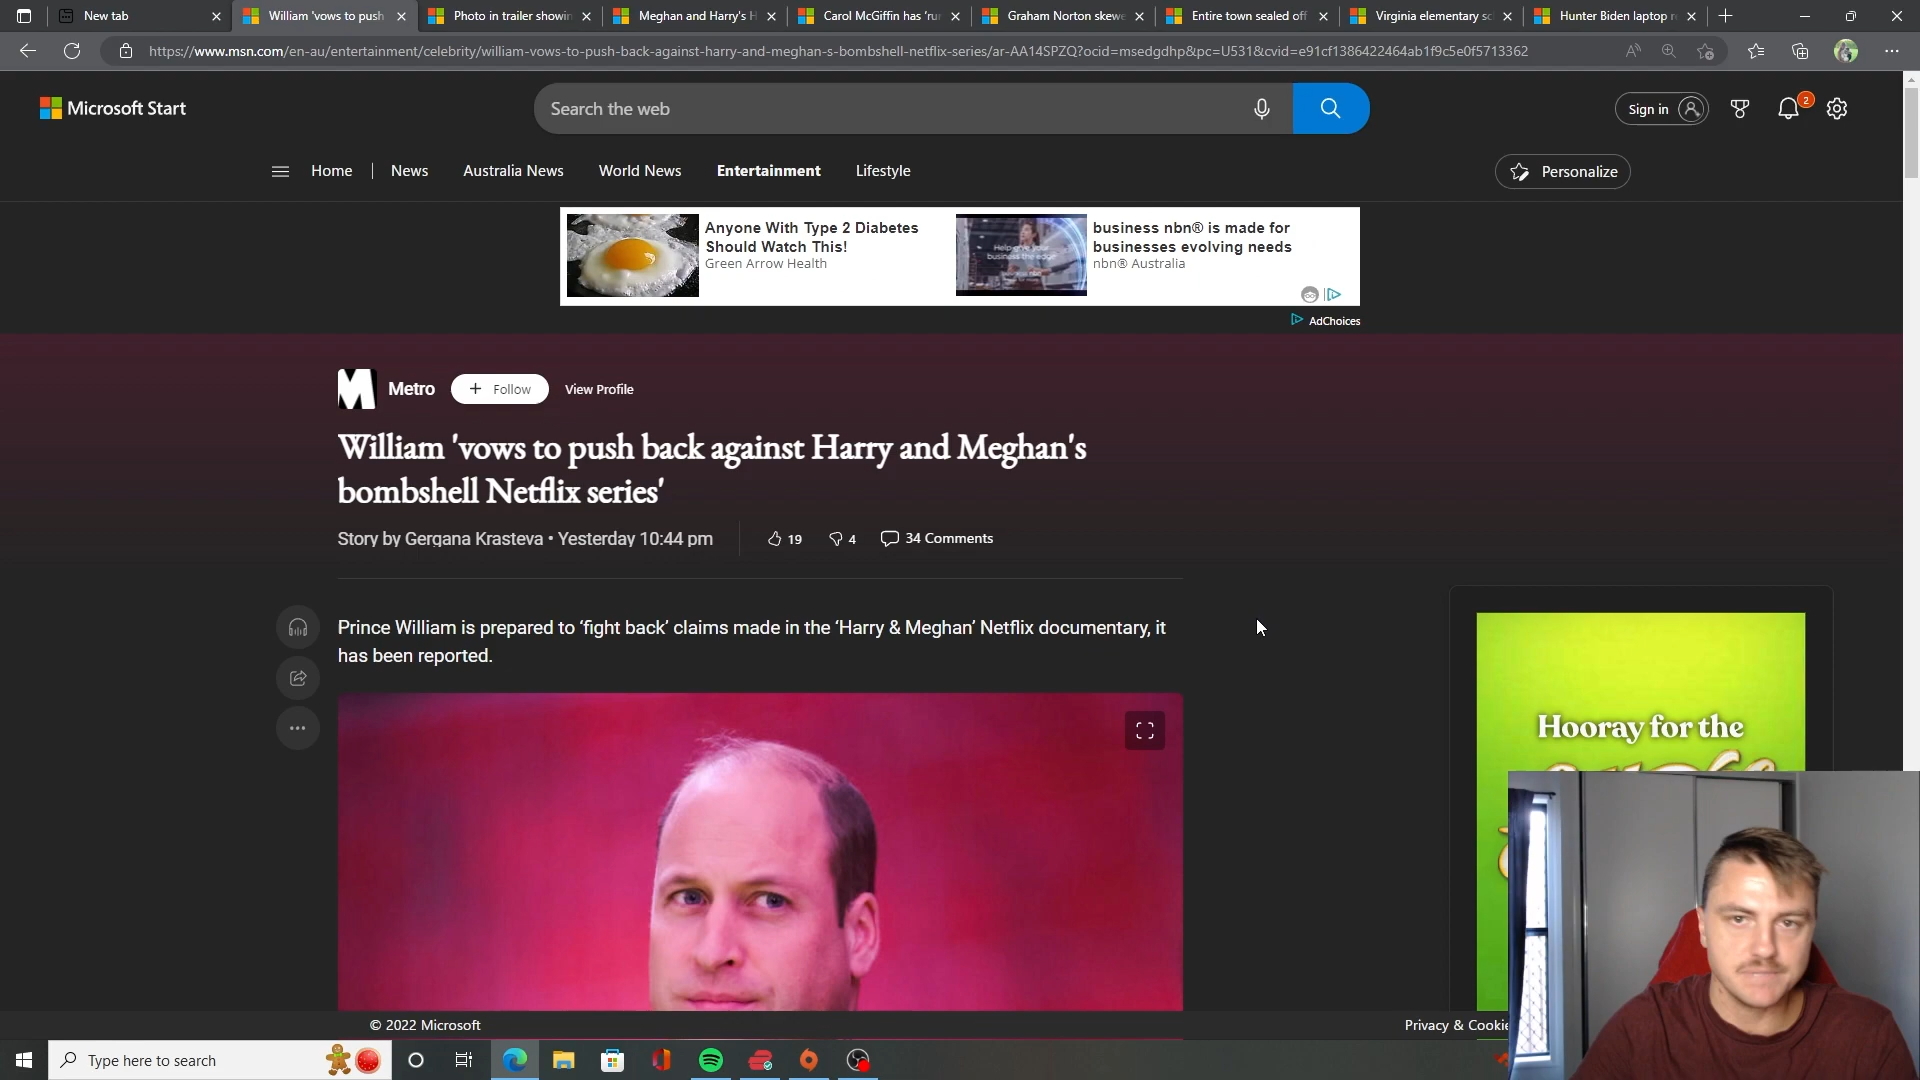 New tab
William 'vows to push
Photo in trailer showin
Meghan and Harry's H
Carol McGiffin has 'ru
Graham Norton skewe
Entire town sealed off
Virginia elementary sc
Hunter Biden laptop r
https://www.msn.com/en-au/entertainment/celebrity/william-vows-to-push-back-against-harry-and-meghan-s-bombshell-netflix-series/ar-AA14SPZQ?ocid=msedgdhp&pc=U531&cvid=e91cf1386422464ab1f9c5e0f5713362
Microsoft Start
Search the web
Sign in
2
Home
News
Australia News
World News
Entertainment
Lifestyle
Personalize
Anyone With Type 2 Diabetes
Should Watch This!
Green Arrow Health
business nbn® is made for
businesses evolving needs
nbn® Australia
AdChoices
Metro
+ Follow
View Profile
William 'vows to push back against Harry and Meghan's
bombshell Netflix series'
Story by Gergana Krasteva • Yesterday 10:44 pm
19
4
34 Comments
Prince William is prepared to ‘fight back’ claims made in the ‘Harry & Meghan’ Netflix documentary, it
has been reported.
Hooray for the
© 2022 Microsoft
Privacy & Cookie
Type here to search